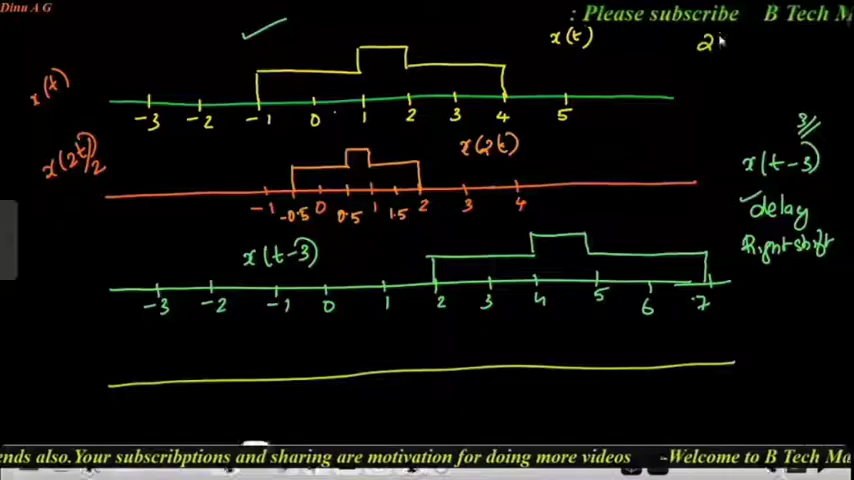 Dinu A G
: Please subscribe B Tech M
x(t) 2
x(t)
-3 -2 -1 0 1 2 3 4 5
x(2t)/2 x(2t)
-1 -0.5 0 0.5 1 1.5 2 3 4
3
x(t-3)
delay
Right shift
x(t-3)
-3 -2 -1 0 1 2 3 4 5 6 7
ends also.Your subscribptions and sharing are motivation for doing more videos -Welcome to B Tech Ma